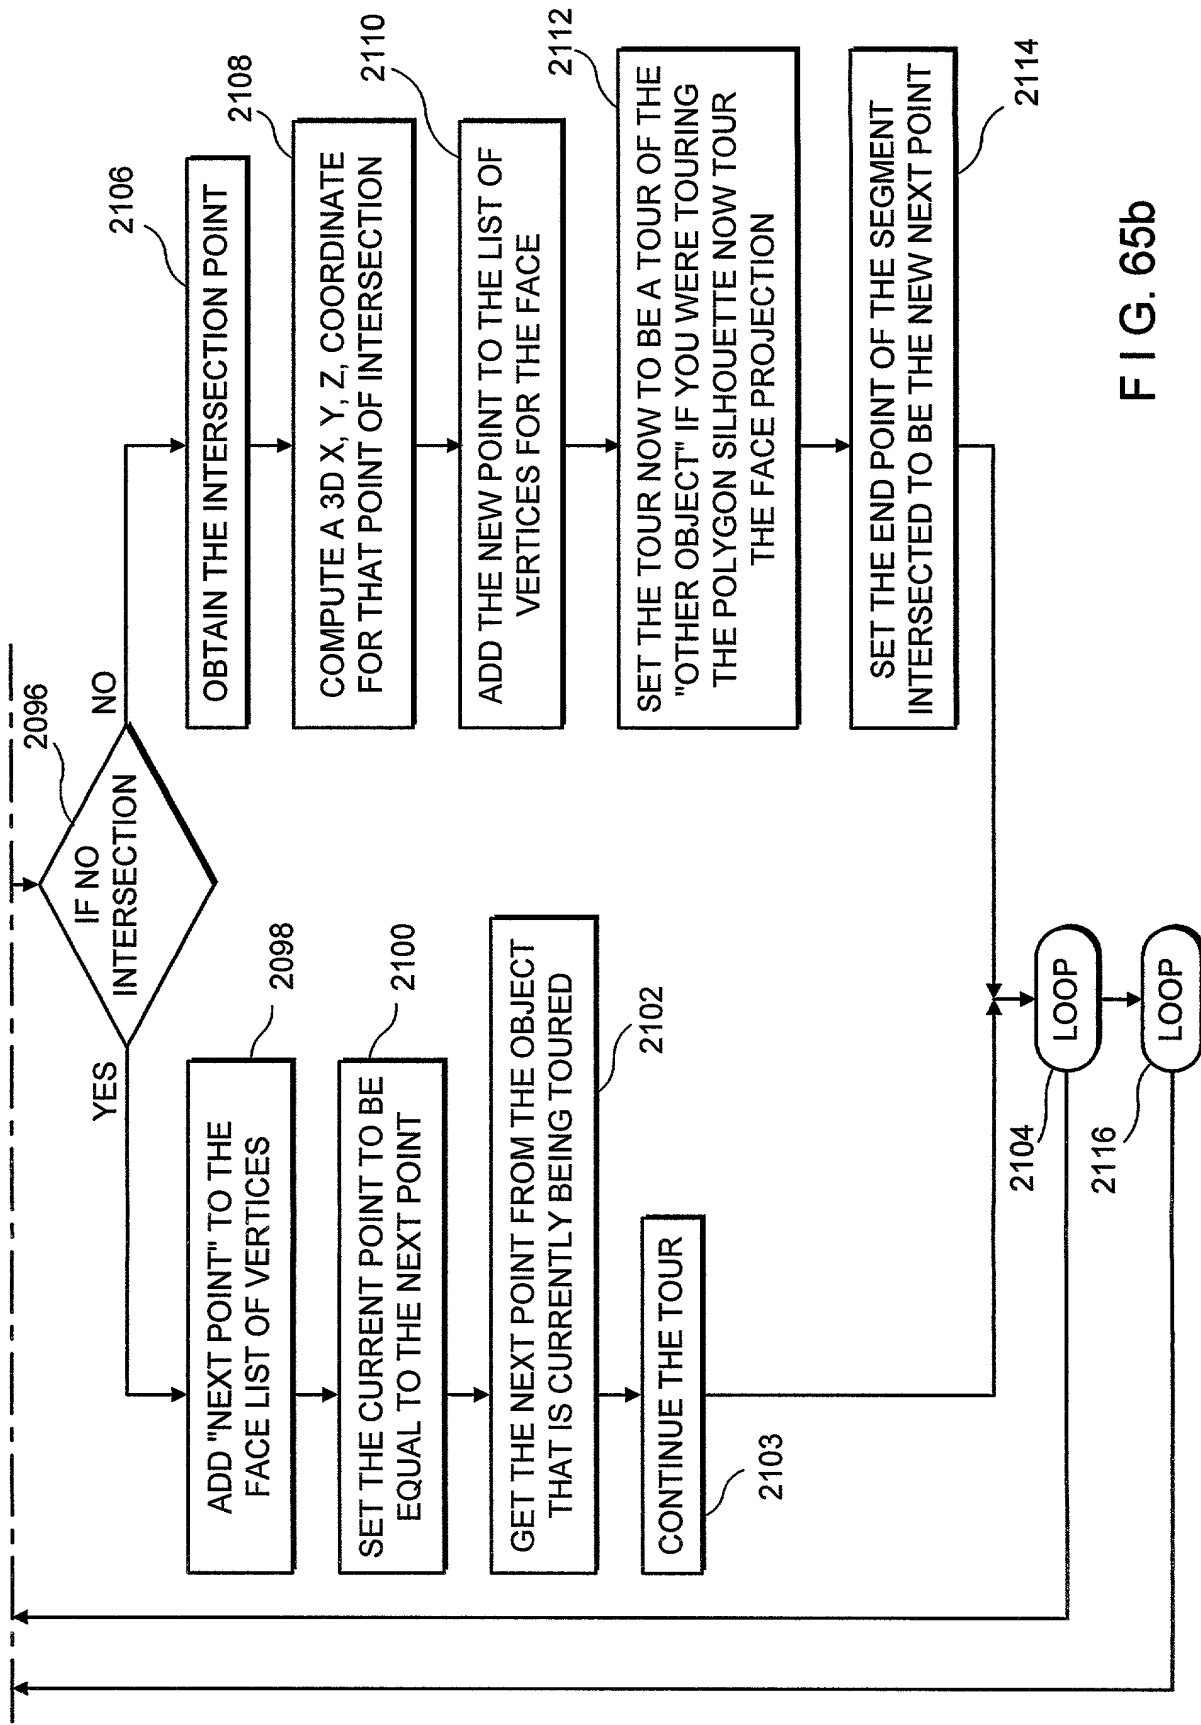 2096
IF NO
INTERSECTION
YES
NO
ADD "NEXT POINT" TO THE
FACE LIST OF VERTICES
2098
SET THE CURRENT POINT TO BE
EQUAL TO THE NEXT POINT
2100
GET THE NEXT POINT FROM THE OBJECT
THAT IS CURRENTLY BEING TOURED
2102
CONTINUE THE TOUR
2103
OBTAIN THE INTERSECTION POINT
2106
COMPUTE A 3D X, Y, Z, COORDINATE
FOR THAT POINT OF INTERSECTION
2108
ADD THE NEW POINT TO THE LIST OF
VERTICES FOR THE FACE
2110
SET THE TOUR NOW TO BE A TOUR OF THE
"OTHER OBJECT" IF YOU WERE TOURING
THE POLYGON SILHOUETTE NOW TOUR
THE FACE PROJECTION
2112
SET THE END POINT OF THE SEGMENT
INTERSECTED TO BE THE NEW NEXT POINT
2114
LOOP
2104
LOOP
2116
FIG. 65b